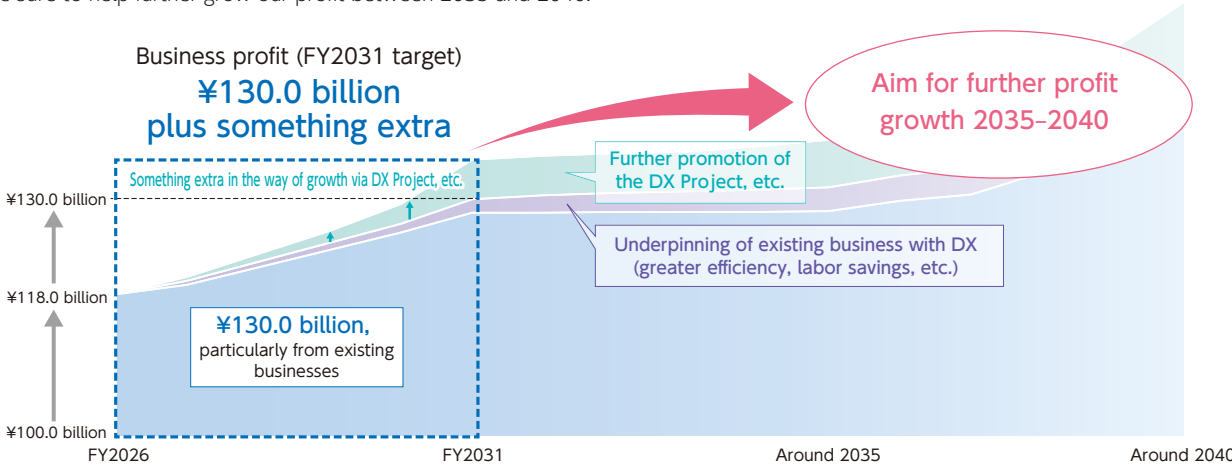 Business profit (FY2031 target)
¥130.0 billion
plus something extra
Aim for further profit
growth 2035–2040
Something extra in the way of growth via DX Project, etc.
Further promotion of
the DX Project, etc.
¥130.0 billion
Underpinning of existing business with DX
(greater efficiency, labor savings, etc.)
¥118.0 billion
¥130.0 billion,
particularly from existing
businesses
¥100.0 billion
FY2026
FY2031
Around 2035
Around 2040